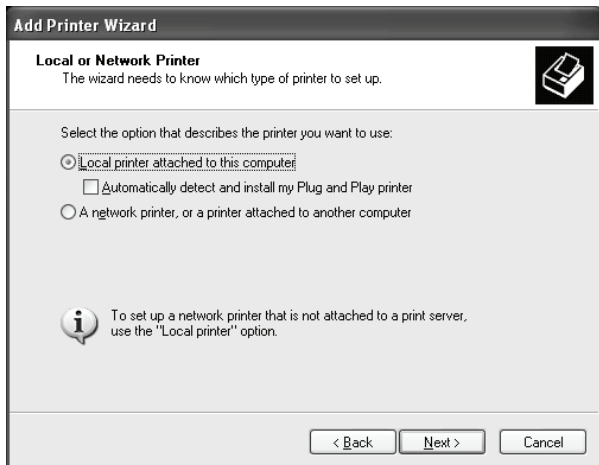 Add Printer Wizard
Local or Network Printer
The wizard needs to know which type of printer to set up.
Select the option that describes the printer you want to use:
Local printer attached to this computer
Automatically detect and install my Plug and Play printer
A network printer, or a printer attached to another computer
To set up a network printer that is not attached to a print server,
use the "Local printer" option.
< Back
Next >
Cancel